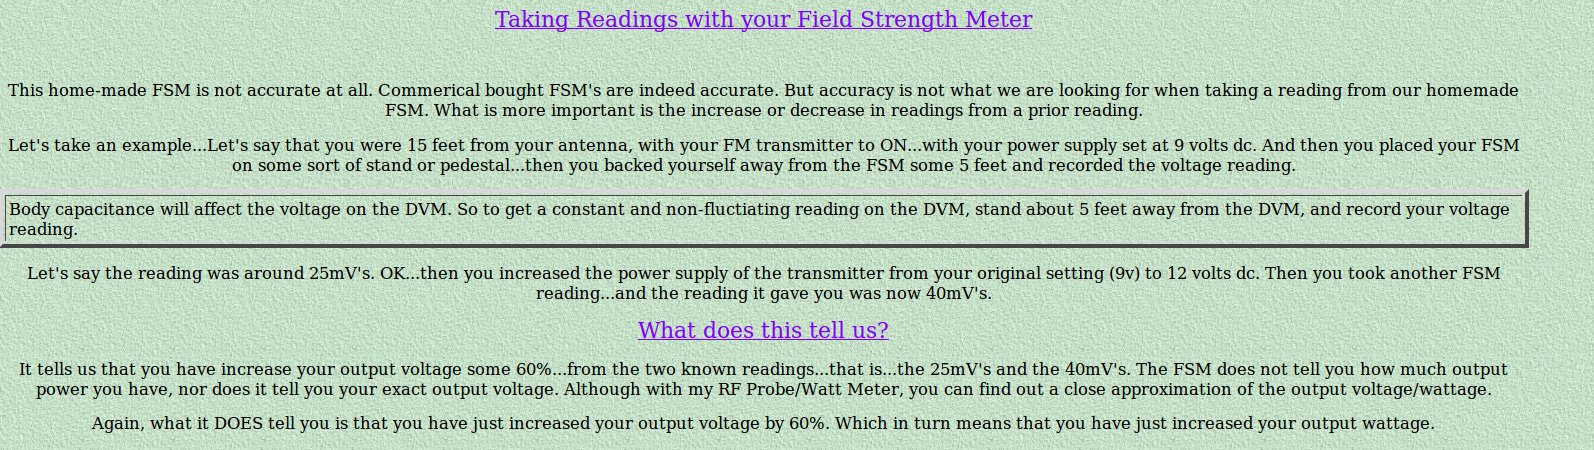 Taking Readings with your Field Strength Meter
This home-made FSM is not accurate at all. Commerical bought FSM's are indeed accurate. But accuracy is not what we are looking for when taking a reading from our homemade
FSM. What is more important is the increase or decrease in readings from a prior reading.
Let's take an example...Let's say that you were 15 feet from your antenna, with your FM transmitter to ON...with your power supply set at 9 volts dc. And then you placed your FSM
on some sort of stand or pedestal...then you backed yourself away from the FSM some 5 feet and recorded the voltage reading.
Body capacitance will affect the voltage on the DVM. So to get a constant and non-fluctiating reading on the DVM, stand about 5 feet away from the DVM, and record your voltage
reading.
Let's say the reading was around 25mV's. OK...then you increased the power supply of the transmitter from your original setting (9v) to 12 volts dc. Then you took another FSM
reading...and the reading it gave you was now 40mV's.
What does this tell us?
It tells us that you have increase your output voltage some 60%...from the two known readings...that is...the 25mV's and the 40mV's. The FSM does not tell you how much output
power you have, nor does it tell you your exact output voltage. Although with my RF Probe/Watt Meter, you can find out a close approximation of the output voltage/wattage.
Again, what it DOES tell you is that you have just increased your output voltage by 60%. Which in turn means that you have just increased your output wattage.